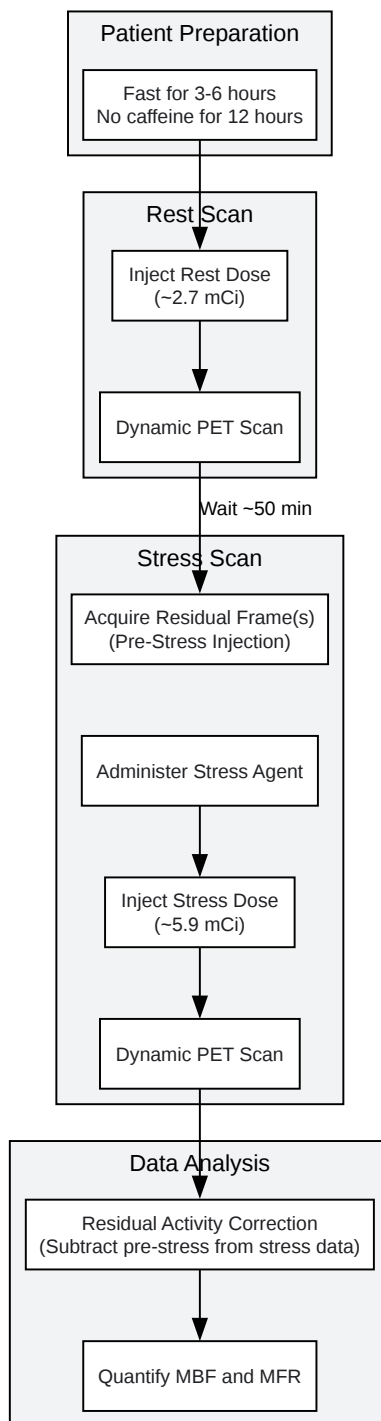 Patient Preparation
Fast for 3-6 hours
No caffeine for 12 hours
Rest Scan
Inject Rest Dose
(~2.7 mCi)
Dynamic PET Scan
Wait ~50 min
Stress Scan
Acquire Residual Frame(s)
(Pre-Stress Injection)
Administer Stress Agent
Inject Stress Dose
(~5.9 mCi)
Dynamic PET Scan
Data Analysis
Residual Activity Correction
(Subtract pre-stress from stress data)
Quantify MBF and MFR